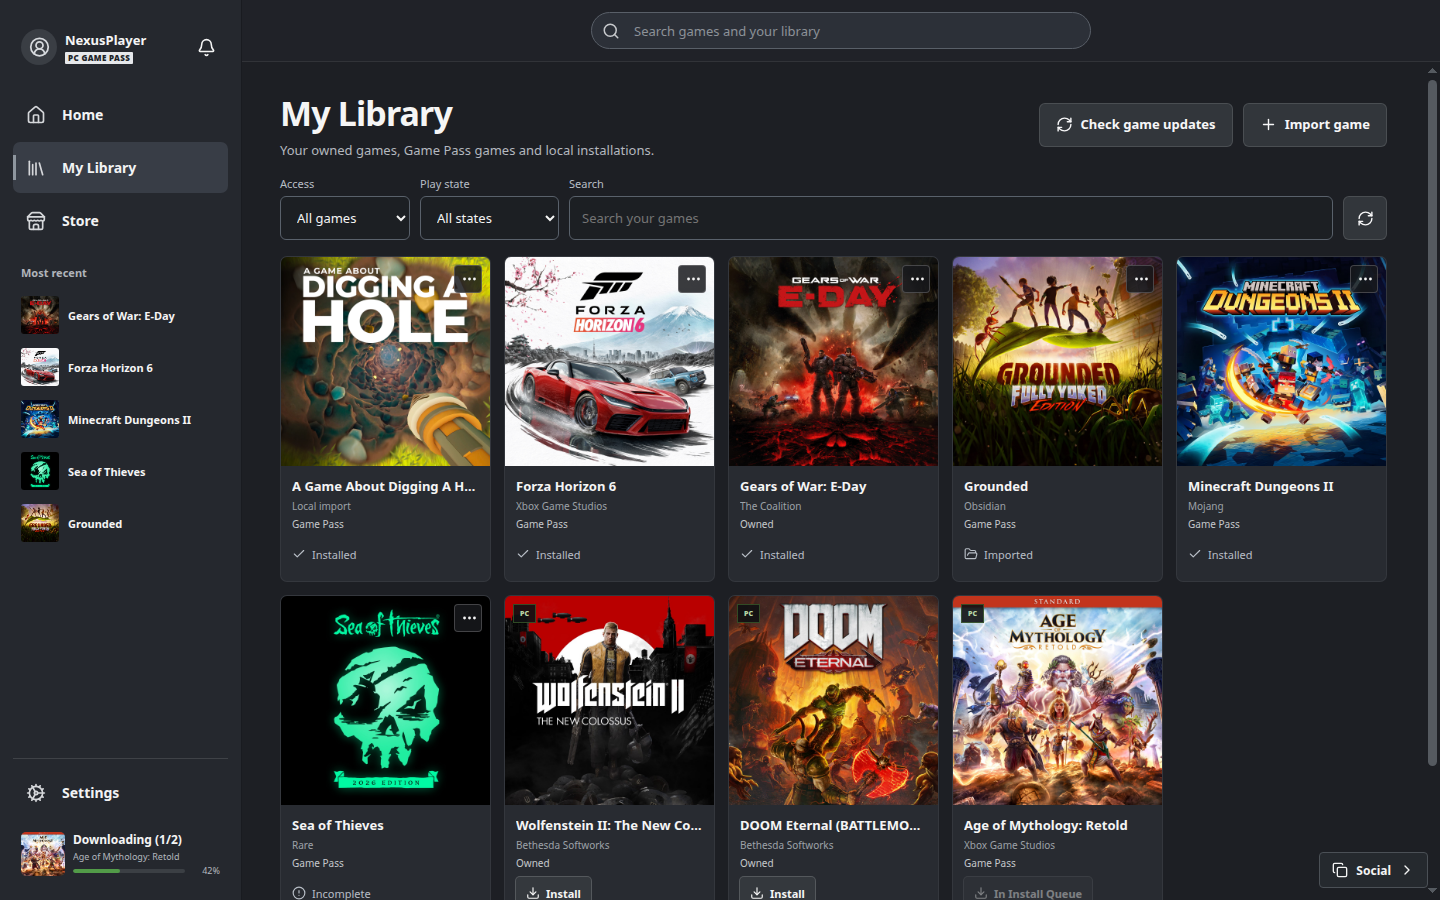 NexusPlayer
PC GAME PASS
Search games and your library
Home
My Library
Store
Most recent
Gears of War: E-Day
Forza Horizon 6
Minecraft Dungeons II
Sea of Thieves
Grounded
Settings
Downloading (1/2)
Age of Mythology: Retold
42%
My Library
Your owned games, Game Pass games and local installations.
Check game updates
Import game
Access
Play state
Search
All games
All states
Search your games
A GAME ABOUT
DIGGING A
HOLE
FORZA
HORIZON 6
GEARS OF WAR
E-DAY
GROUNDED
FULLY YOKED
EDITION
MINECRAFT
DUNGEONS II
A Game About Digging A H...
Local import
Game Pass
Installed
Forza Horizon 6
Xbox Game Studios
Game Pass
Installed
Gears of War: E-Day
The Coalition
Owned
Installed
Grounded
Obsidian
Game Pass
Imported
Minecraft Dungeons II
Mojang
Game Pass
Installed
Sea of Thieves
2026 EDITION
PC
Wolfenstein II
THE NEW COLOSSUS
PC
DOOM
ETERNAL
STANDARD
PC
AGE
OF
MYTHOLOGY
RETOLD
Sea of Thieves
Rare
Game Pass
Incomplete
Wolfenstein II: The New Co...
Bethesda Softworks
Owned
Install
DOOM Eternal (BATTLEMO...
Bethesda Softworks
Owned
Install
Age of Mythology: Retold
Xbox Game Studios
Game Pass
In Install Queue
Social